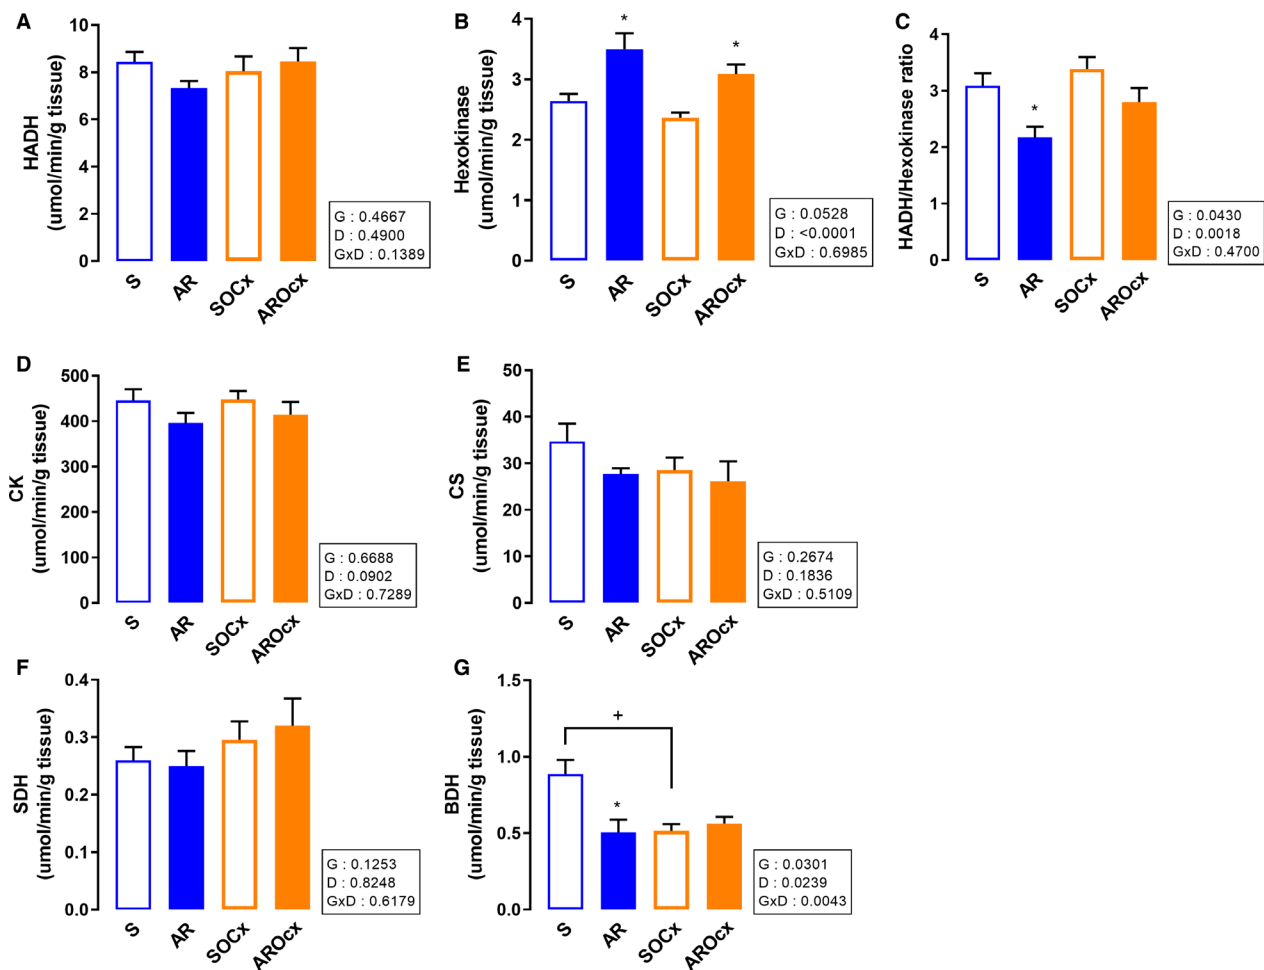 A
HADH
(umol/min/g tissue)
10
8
6
4
2
0
S
AR
SOCx
AROcx
G : 0.4667
D : 0.4900
GxD : 0.1389
B
Hexokinase
(umol/min/g tissue)
4
3
2
1
0
*
*
S
AR
SOCx
AROcx
G : 0.0528
D : <0.0001
GxD : 0.6985
C
HADH/Hexokinase ratio
4
3
2
1
0
*
S
AR
SOCx
AROcx
G : 0.0430
D : 0.0018
GxD : 0.4700
D
CK
(umol/min/g tissue)
500
400
300
200
100
0
S
AR
SOCx
AROcx
G : 0.6688
D : 0.0902
GxD : 0.7289
E
CS
(umol/min/g tissue)
50
40
30
20
10
0
S
AR
SOCx
AROcx
G : 0.2674
D : 0.1836
GxD : 0.5109
F
SDH
(umol/min/g tissue)
0.4
0.3
0.2
0.1
0.0
S
AR
SOCx
AROcx
G : 0.1253
D : 0.8248
GxD : 0.6179
G
BDH
(umol/min/g tissue)
1.5
1.0
0.5
0.0
+
*
S
AR
SOCx
AROcx
G : 0.0301
D : 0.0239
GxD : 0.0043